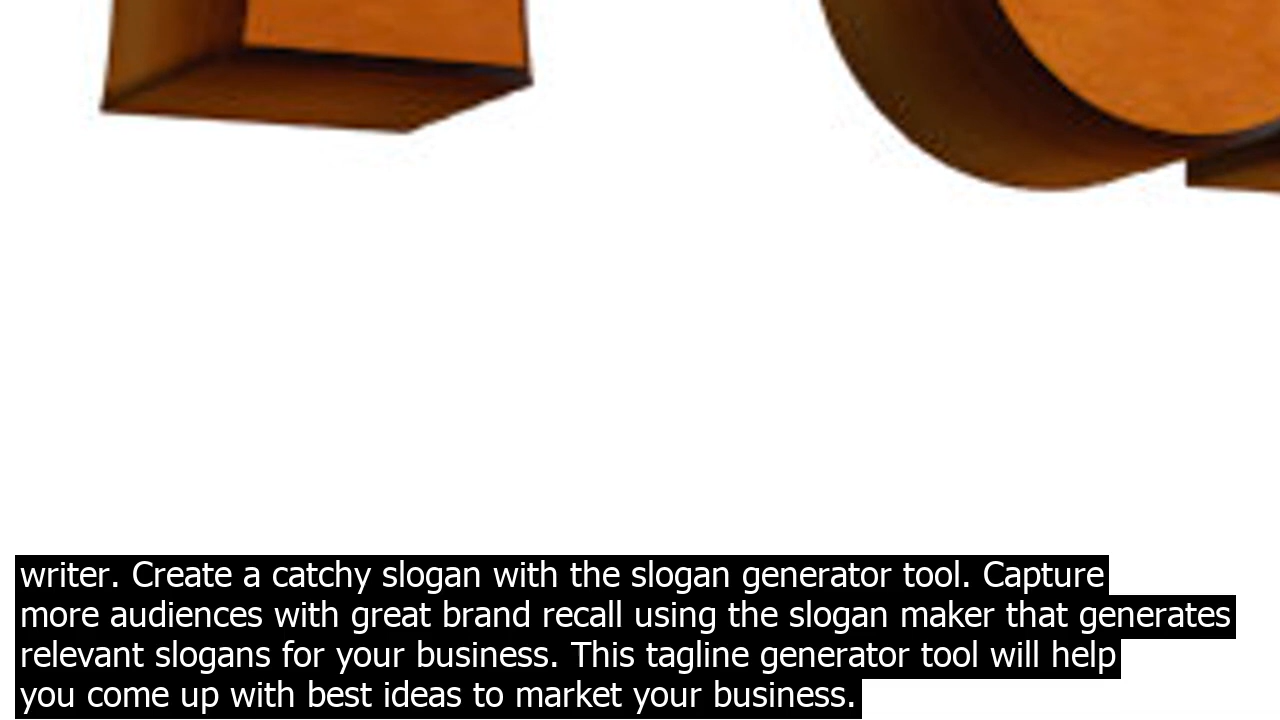 writer. Create a catchy slogan with the slogan generator tool. Capture
more audiences with great brand recall using the slogan maker that generates
relevant slogans for your business. This tagline generator tool will help
you come up with best ideas to market your business.